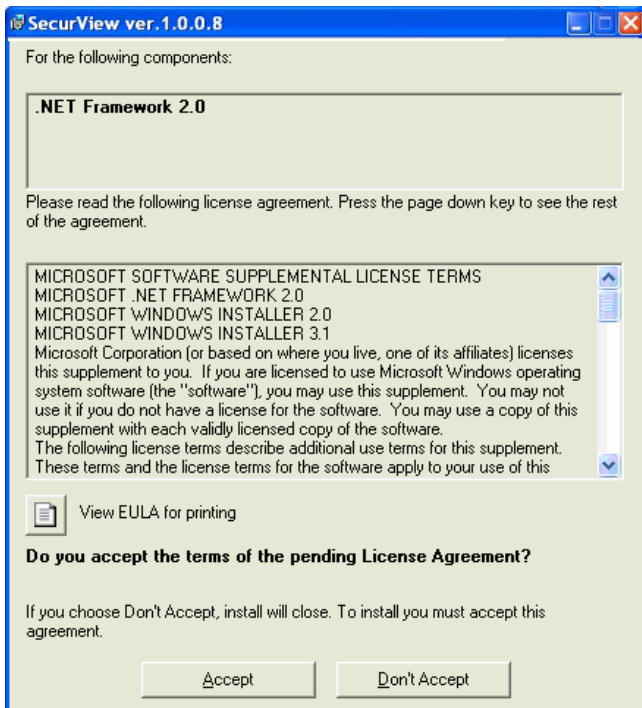 SecurView ver.1.0.0.8
For the following components:
.NET Framework 2.0
Please read the following license agreement. Press the page down key to see the rest
of the agreement.
MICROSOFT SOFTWARE SUPPLEMENTAL LICENSE TERMS
MICROSOFT .NET FRAMEWORK 2.0
MICROSOFT WINDOWS INSTALLER 2.0
MICROSOFT WINDOWS INSTALLER 3.1
Microsoft Corporation (or based on where you live, one of its affiliates) licenses
this supplement to you.  If you are licensed to use Microsoft Windows operating
system software (the "software"), you may use this supplement.  You may not
use it if you do not have a license for the software.  You may use a copy of this
supplement with each validly licensed copy of the software.
The following license terms describe additional use terms for this supplement.
These terms and the license terms for the software apply to your use of this
View EULA for printing
Do you accept the terms of the pending License Agreement?
If you choose Don't Accept, install will close. To install you must accept this
agreement.
Accept
Don't Accept